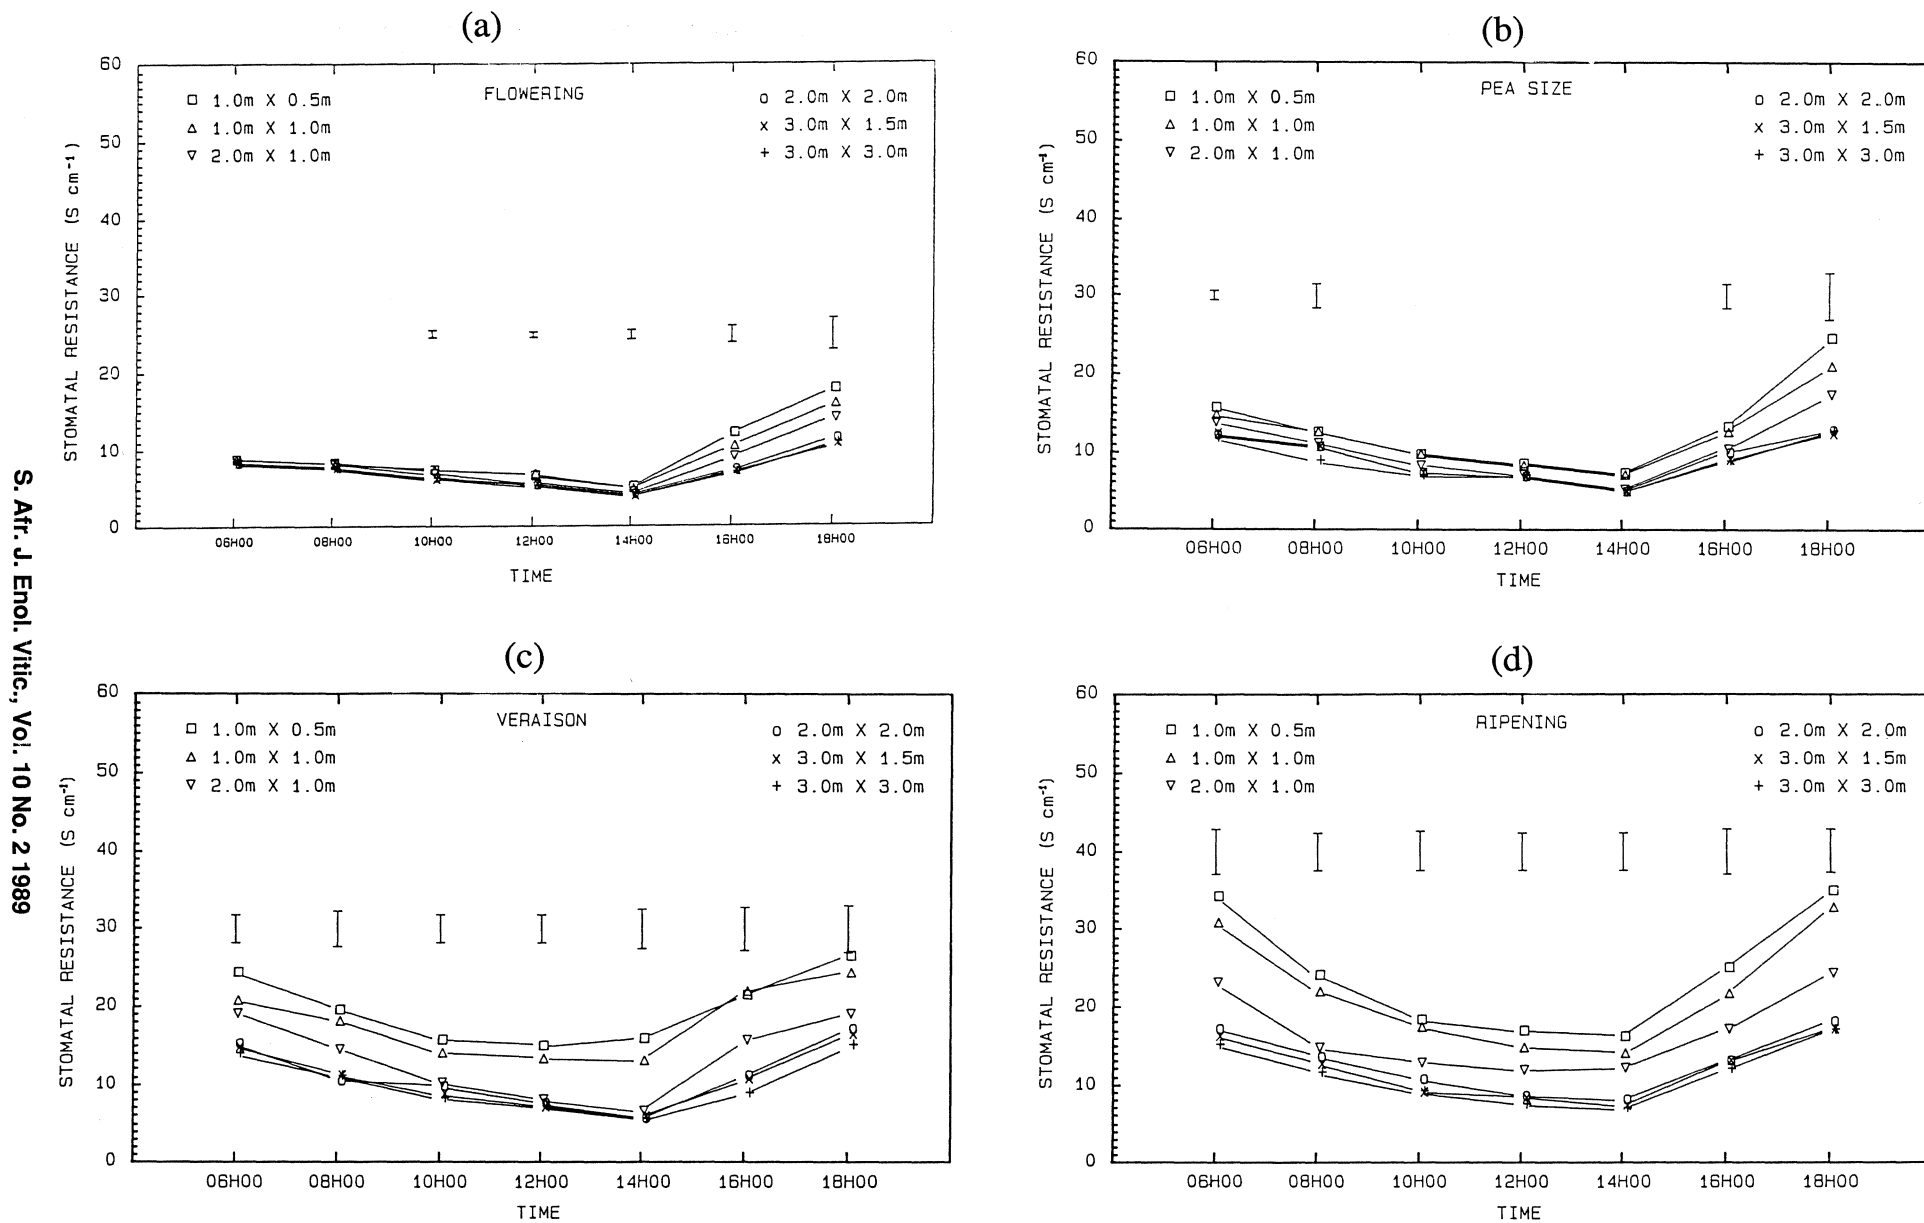 (a)
60
50
40
30
20
10
0
STOMATAL RESISTANCE (S cm⁻¹)
FLOWERING
□ 1.0m X 0.5m
△ 1.0m X 1.0m
▽ 2.0m X 1.0m
o 2.0m X 2.0m
x 3.0m X 1.5m
+ 3.0m X 3.0m
06H00 08H00 10H00 12H00 14H00 16H00 18H00
TIME
(b)
60
50
40
30
20
10
0
STOMATAL RESISTANCE (S cm⁻¹)
PEA SIZE
□ 1.0m X 0.5m
△ 1.0m X 1.0m
▽ 2.0m X 1.0m
o 2.0m X 2.0m
x 3.0m X 1.5m
+ 3.0m X 3.0m
06H00 08H00 10H00 12H00 14H00 16H00 18H00
TIME
(c)
60
50
40
30
20
10
0
STOMATAL RESISTANCE (S cm⁻¹)
VERAISON
□ 1.0m X 0.5m
△ 1.0m X 1.0m
▽ 2.0m X 1.0m
o 2.0m X 2.0m
x 3.0m X 1.5m
+ 3.0m X 3.0m
06H00 08H00 10H00 12H00 14H00 16H00 18H00
TIME
(d)
60
50
40
30
20
10
0
STOMATAL RESISTANCE (S cm⁻¹)
RIPENING
□ 1.0m X 0.5m
△ 1.0m X 1.0m
▽ 2.0m X 1.0m
o 2.0m X 2.0m
x 3.0m X 1.5m
+ 3.0m X 3.0m
06H00 08H00 10H00 12H00 14H00 16H00 18H00
TIME
S. Afr. J. Enol. Vitic., Vol. 10 No. 2 1989